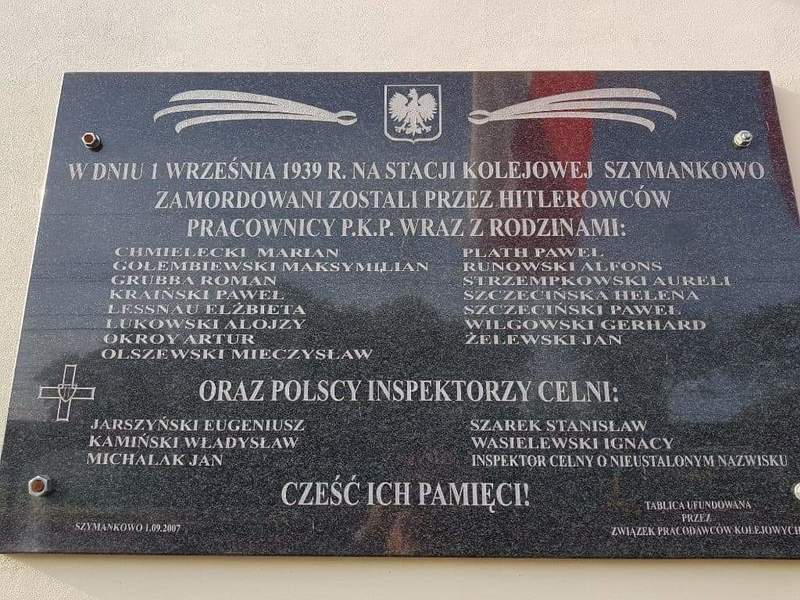 W DNIU 1 WRZEŚNIA 1939 R. NA STACJI KOLEJOWEJ SZYMANKOWO
ZAMORDOWANI ZOSTALI PRZEZ HITLEROWCÓW
PRACOWNICY P.K.P. WRAZ Z RODZINAMI:
CHMIELECKI MARIAN
GOŁEMBIEWSKI MAKSYMILIAN
GRUBBA ROMAN
KRAIŃSKI PAWEŁ
LESSNAU ELŻBIETA
ŁUKOWSKI ALOJZY
OKROY ARTUR
OLSZEWSKI MIECZYSŁAW
PLATH PAWEŁ
RUNOWSKI ALFONS
STRZEMPKOWSKI AURELI
SZCZECIŃSKA HELENA
SZCZECIŃSKI PAWEŁ
WILGOWSKI GERHARD
ŻELEWSKI JAN
ORAZ POLSCY INSPEKTORZY CELNI:
JARSZYŃSKI EUGENIUSZ
KAMIŃSKI WŁADYSŁAW
MICHALAK JAN
SZAREK STANISŁAW
WASIELEWSKI IGNACY
INSPEKTOR CELNY O NIEUSTALONYM NAZWISKU
CZEŚĆ ICH PAMIĘCI!
SZYMANKOWO 1.09.2007
TABLICA UFUNDOWANA
PRZEZ
ZWIĄZEK PRACODAWCÓW KOLEJOWYCH